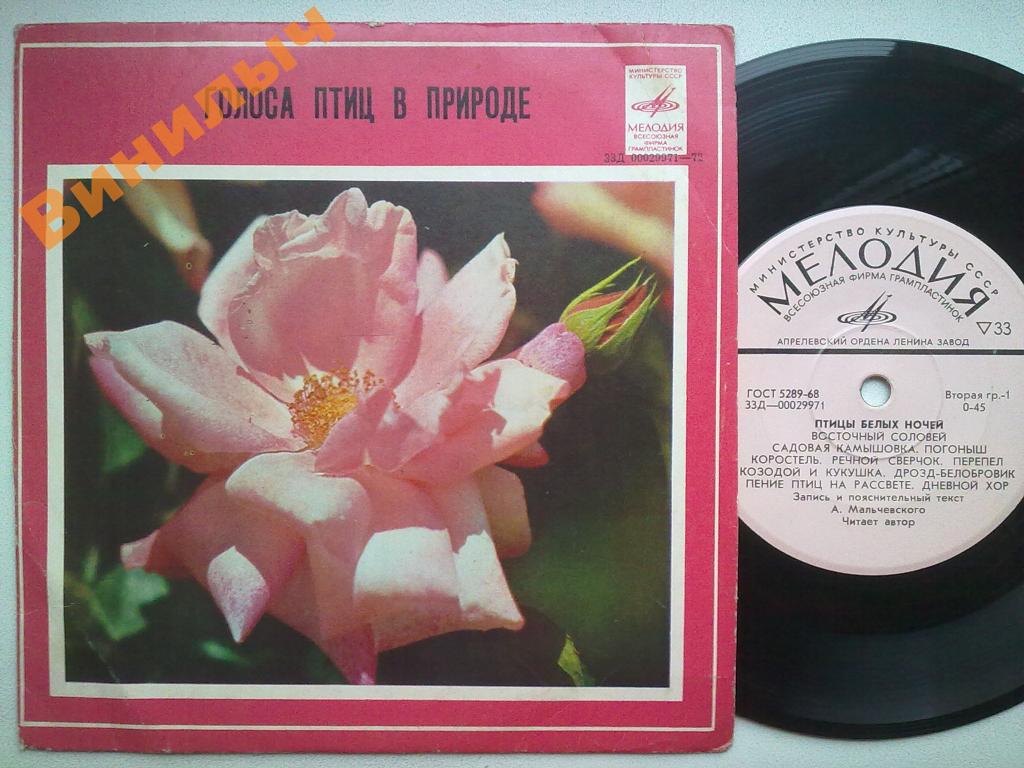 Винилыч
ГОЛОСА ПТИЦ В ПРИРОДЕ
МИНИСТЕРСТВО
КУЛЬТУРЫ СССР
МЕЛОДИЯ
ВСЕСОЮЗНАЯ
ФИРМА
ГРАМПЛАСТИНОК
33Д 00029971—72
МИНИСТЕРСТВО КУЛЬТУРЫ СССР
МЕЛОДИЯ
ВСЕСОЮЗНАЯ ФИРМА ГРАМПЛАСТИНОК
▽33
АПРЕЛЕВСКИЙ ОРДЕНА ЛЕНИНА ЗАВОД
ГОСТ 5289-68
33Д—00029971
Вторая гр.-1
0-45
ПТИЦЫ БЕЛЫХ НОЧЕЙ
ВОСТОЧНЫЙ СОЛОВЕЙ
САДОВАЯ КАМЫШОВКА. ПОГОНЫШ
КОРОСТЕЛЬ. РЕЧНОЙ СВЕРЧОК. ПЕРЕПЕЛ
КОЗОДОЙ И КУКУШКА. ДРОЗД-БЕЛОБРОВИК
ПЕНИЕ ПТИЦ НА РАССВЕТЕ. ДНЕВНОЙ ХОР
Запись и пояснительный текст
А. Мальчевского
Читает автор